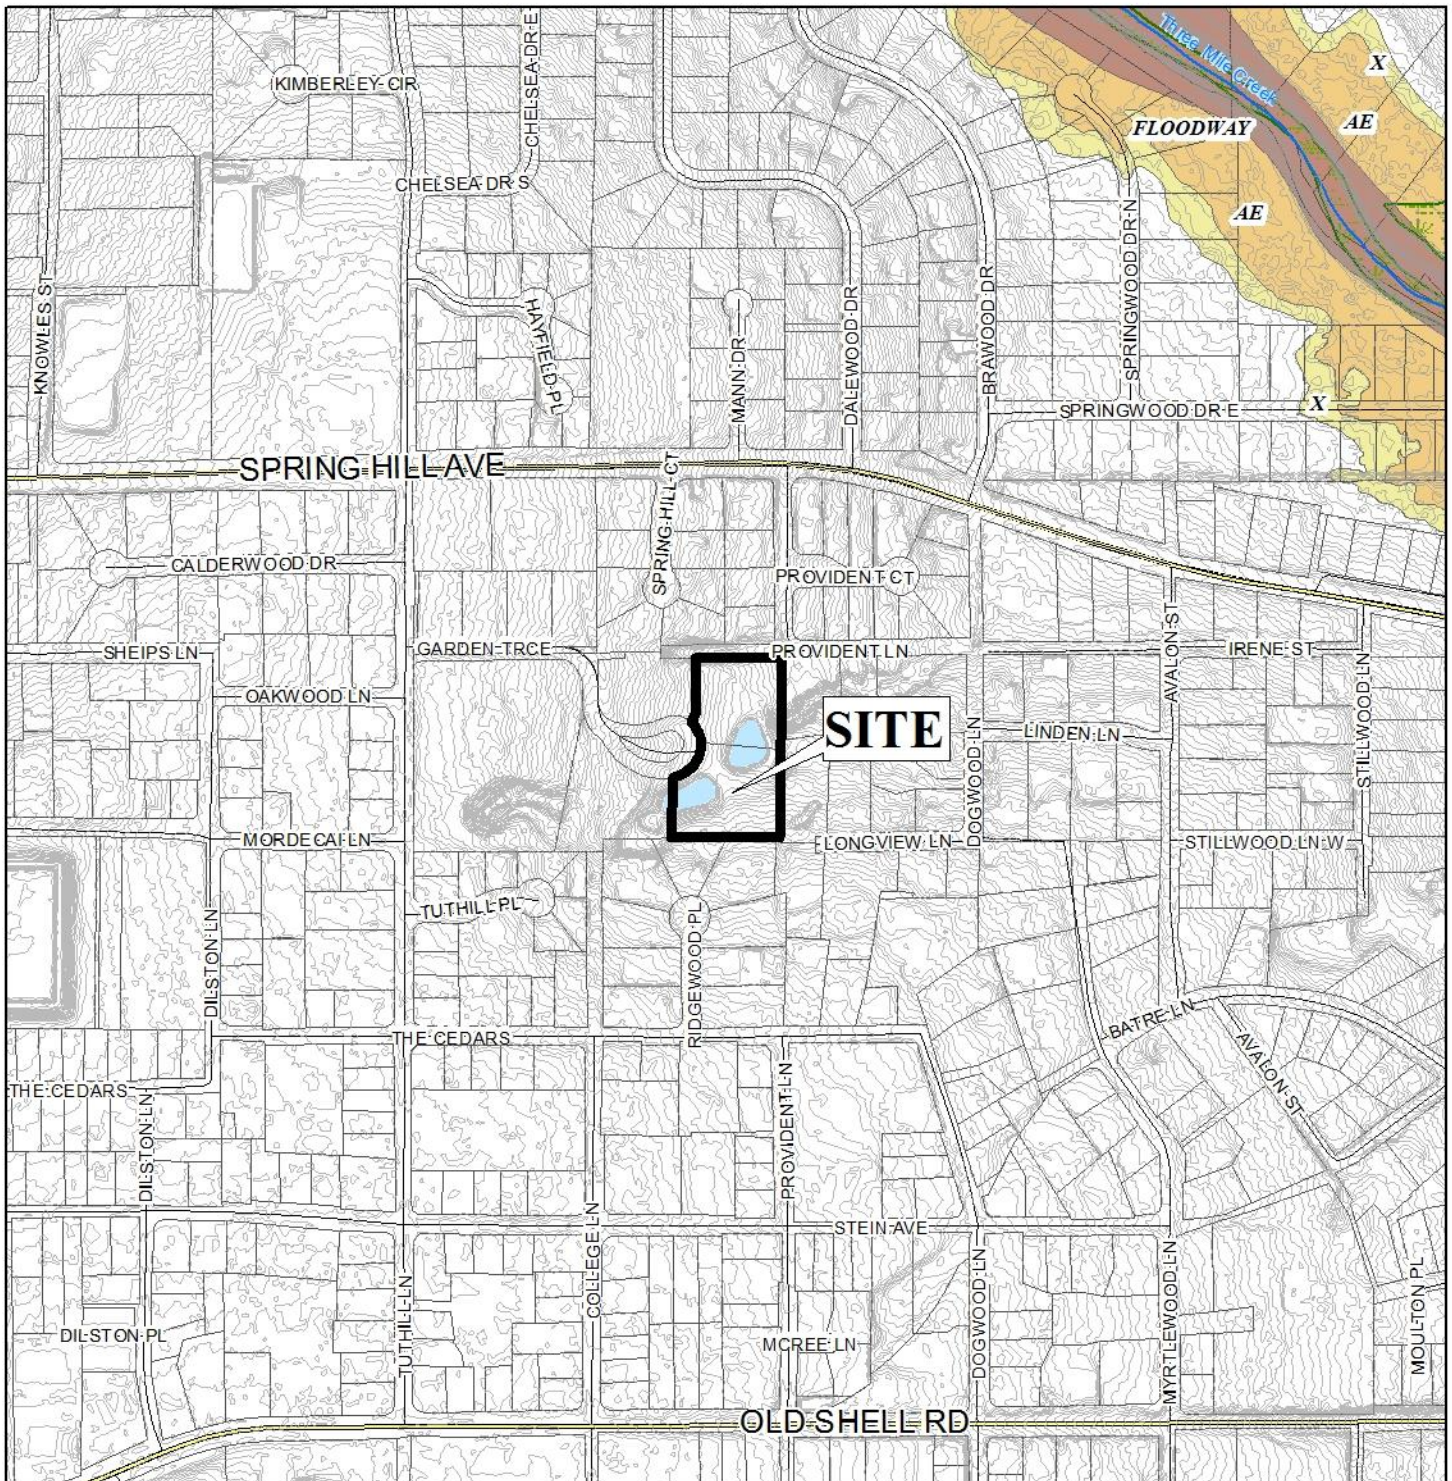 Three Mile Creek
X
KIMBERLEY CIR
CHELSEA DR E
FLOODWAY
AE
CHELSEA DR S
AE
SPRINGWOOD DR N
KNOWLES ST
HAYFIELD PL
MANN DR
DALEWOOD DR
BRAWOOD DR
SPRINGWOOD DR E
X
SPRING HILL AVE
SPRING HILL CT
CALDERWOOD DR
PROVIDENT CT
SHEIPS LN
GARDEN TRCE
PROVIDENT LN
AVALON ST
IRENE ST
OAKWOOD LN
SITE
DOGWOOD LN
LINDEN LN
STILLWOOD LN
MORDECAI LN
LONGVIEW LN
STILLWOOD LN W
TUTHILL PL
DILSTON LN
RIDGEWOOD PL
BATRE LN
THE CEDARS
AVALON ST
THE CEDARS
DILSTON LN
PROVIDENT LN
STEIN AVE
COLLEGE LN
TUTHILL LN
DOGWOOD LN
MYRTLEWOOD LN
MOULTON PL
DILSTON PL
MCREE LN
OLD SHELL RD